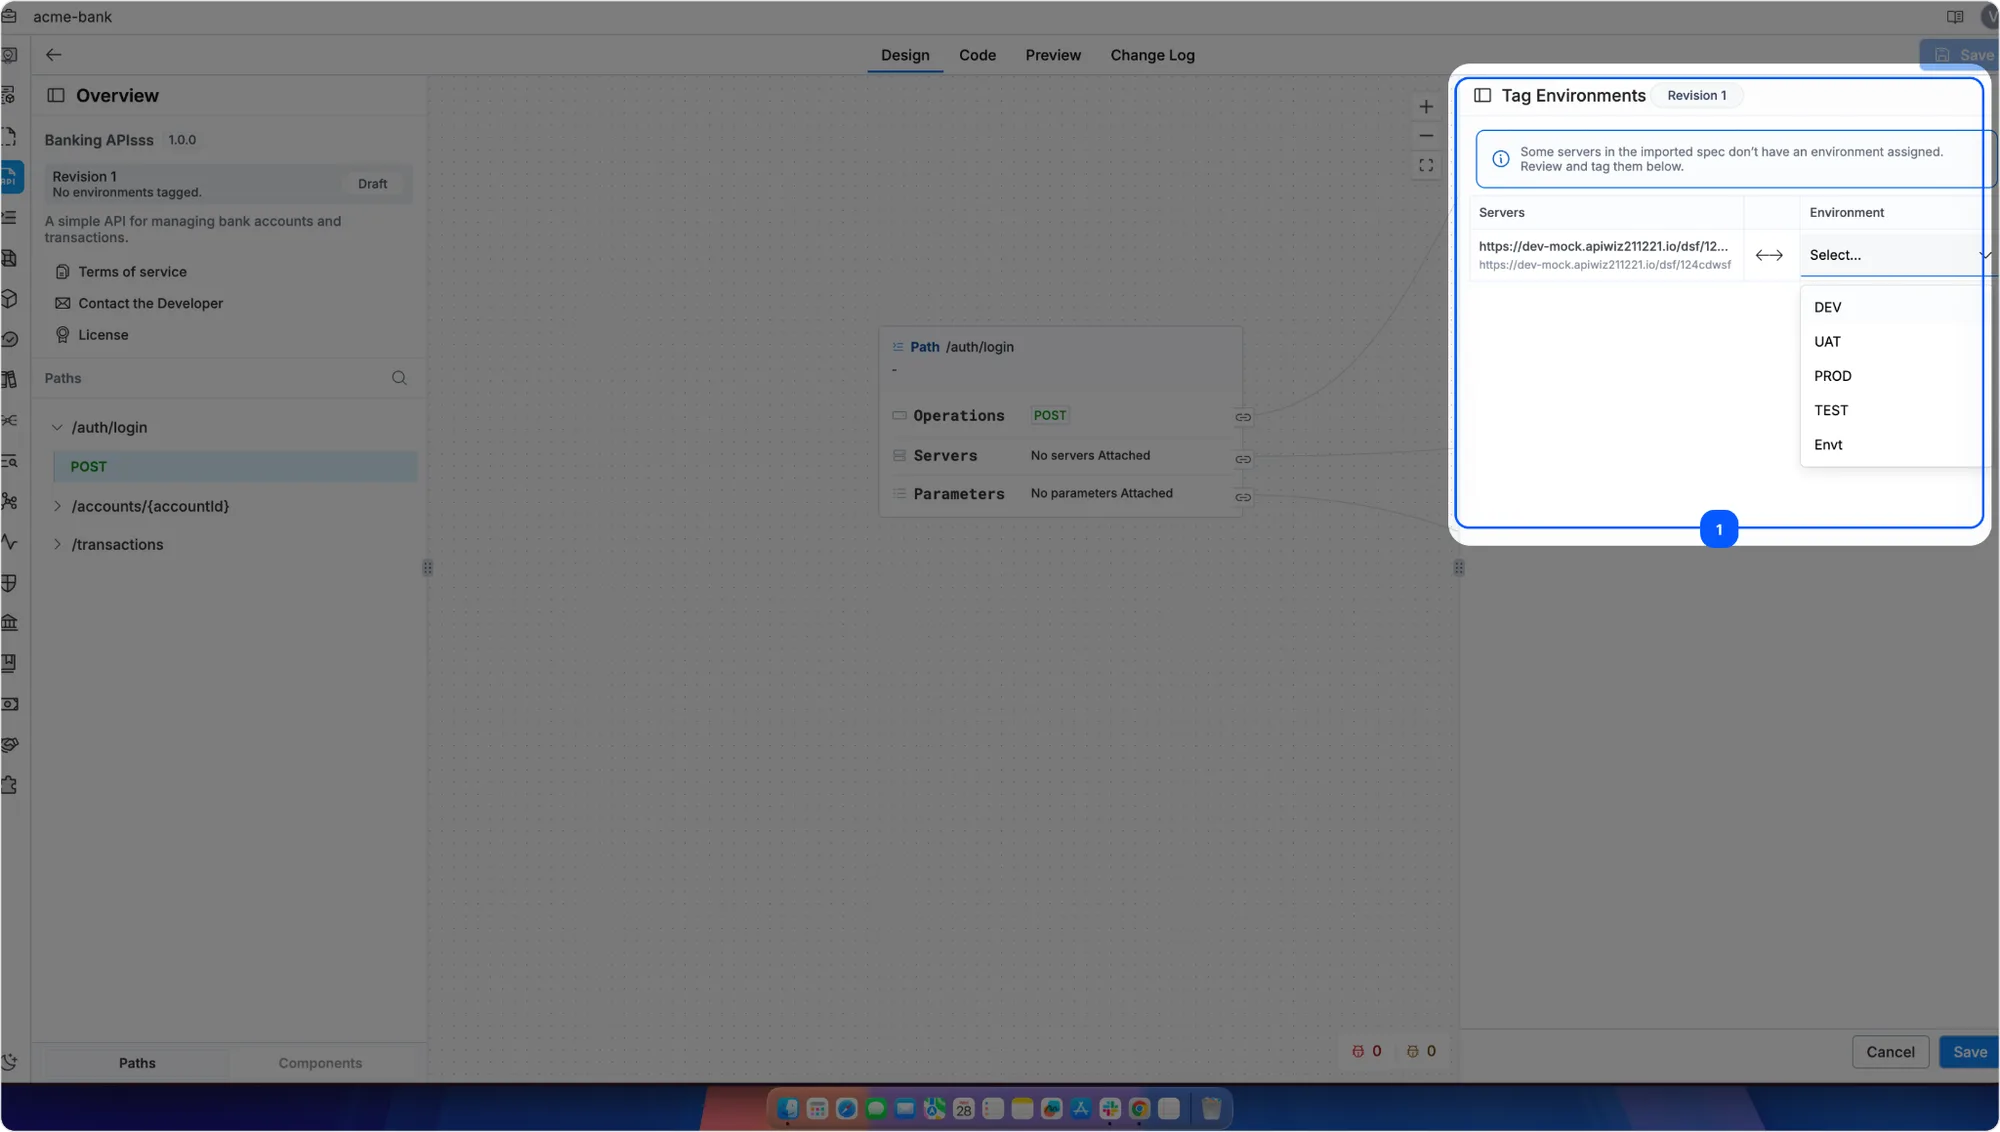 acme-bank
V
Design
Code
Preview
Change Log
Save
Overview
Banking APIsss 1.0.0
Revision 1
No environments tagged.
Draft
A simple API for managing bank accounts and
transactions.
Terms of service
Contact the Developer
License
Paths
/auth/login
POST
/accounts/{accountId}
/transactions
Paths
Components
Path /auth/login
-
Operations POST
Servers No servers Attached
Parameters No parameters Attached
0
0
Tag Environments Revision 1
Some servers in the imported spec don't have an environment assigned.
Review and tag them below.
Servers
Environment
https://dev-mock.apiwiz211221.io/dsf/12...
https://dev-mock.apiwiz211221.io/dsf/124cdwsf
Select...
DEV
UAT
PROD
TEST
Envt
1
Cancel
Save
28